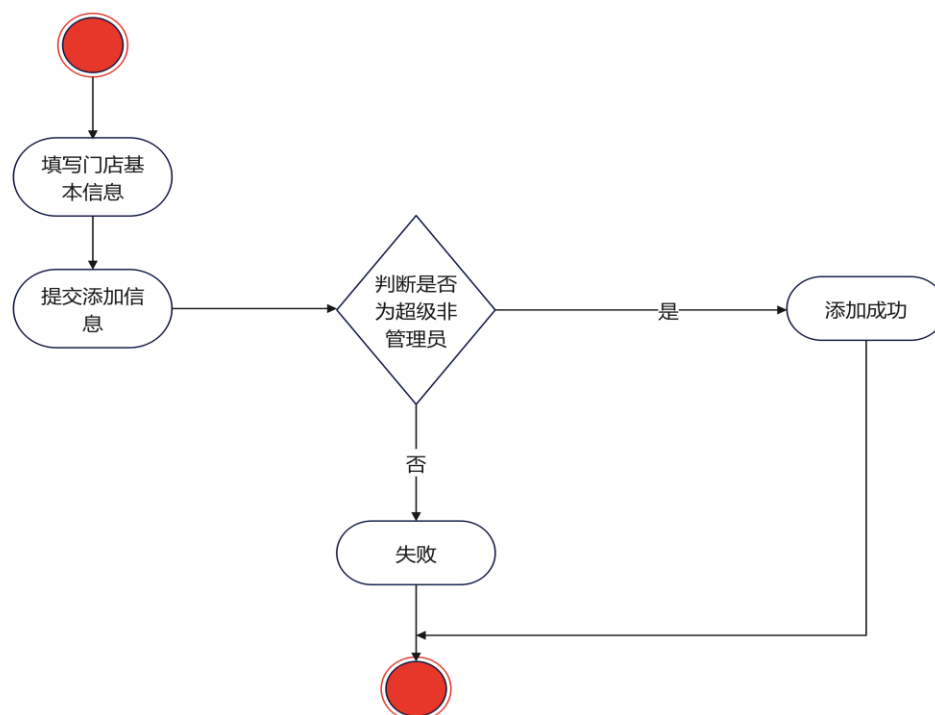 填写门店基
本信息
提交添加信
息
判断是否
为超级非
管理员
是
添加成功
否
失败